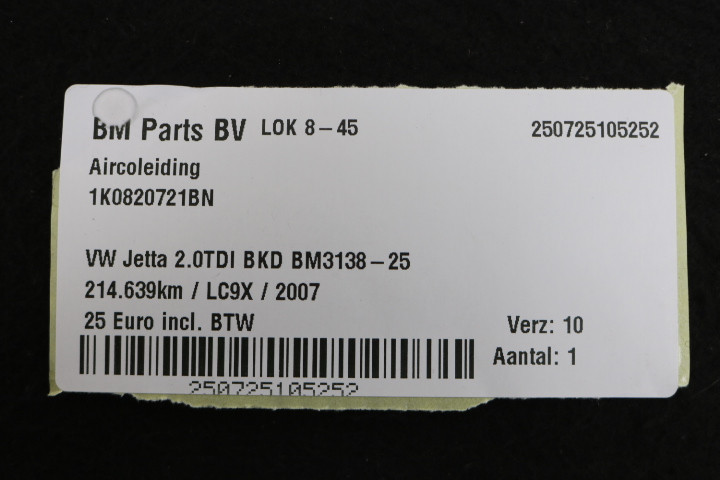 BM Parts BV LOK 8-45 250725105252
Aircoleiding
1K0820721BN
VW Jetta 2.0TDI BKD BM3138-25
214.639km / LC9X / 2007
25 Euro incl. BTW Verz: 10
Aantal: 1
250725105252